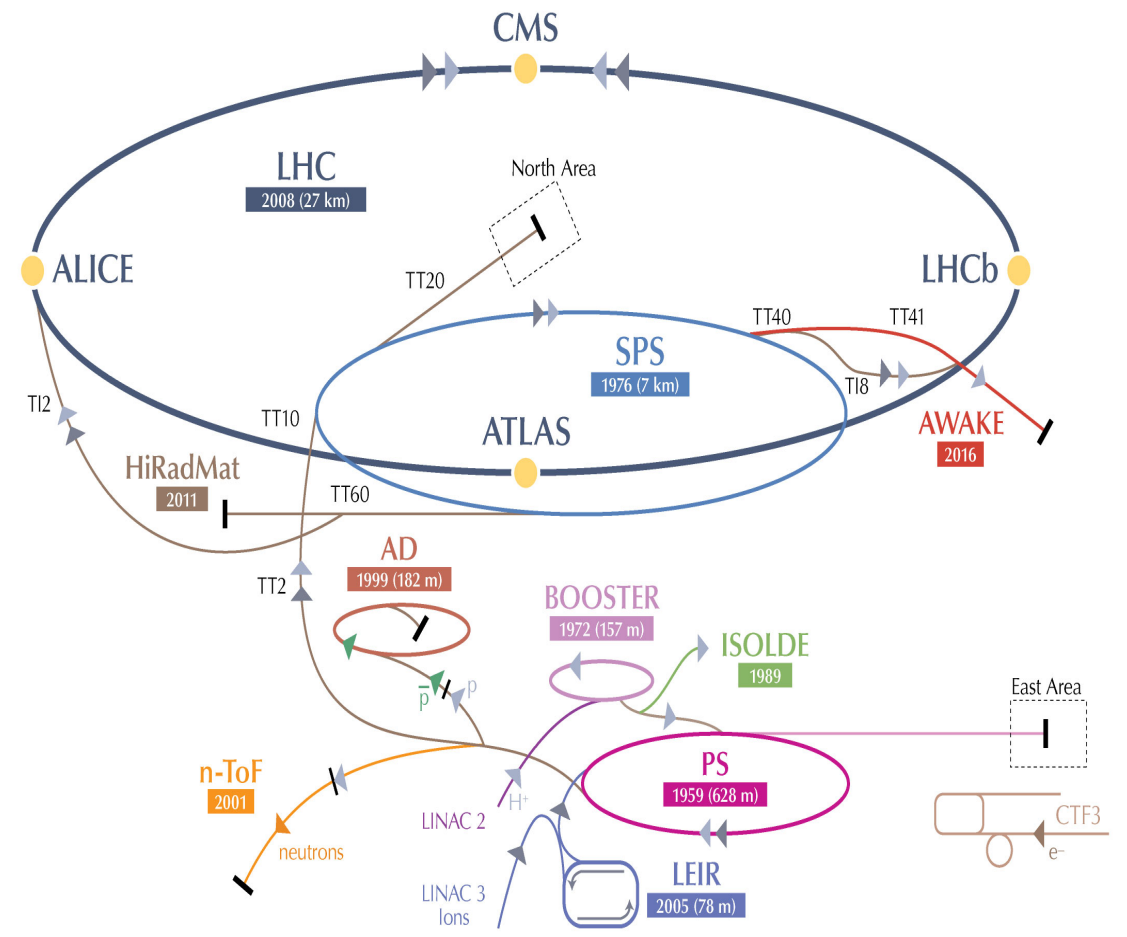 CMS
LHC
2008 (27 km)
North Area
ALICE
LHCb
TT20
TT40
TT41
SPS
1976 (7 km)
TI8
TI2
TT10
ATLAS
AWAKE
2016
HiRadMat
2011
TT60
AD
1999 (182 m)
TT2
BOOSTER
1972 (157 m)
ISOLDE
1989
p̅
p
East Area
n-ToF
2001
PS
1959 (628 m)
H⁺
LINAC 2
neutrons
CTF3
e⁻
LEIR
2005 (78 m)
LINAC 3
Ions